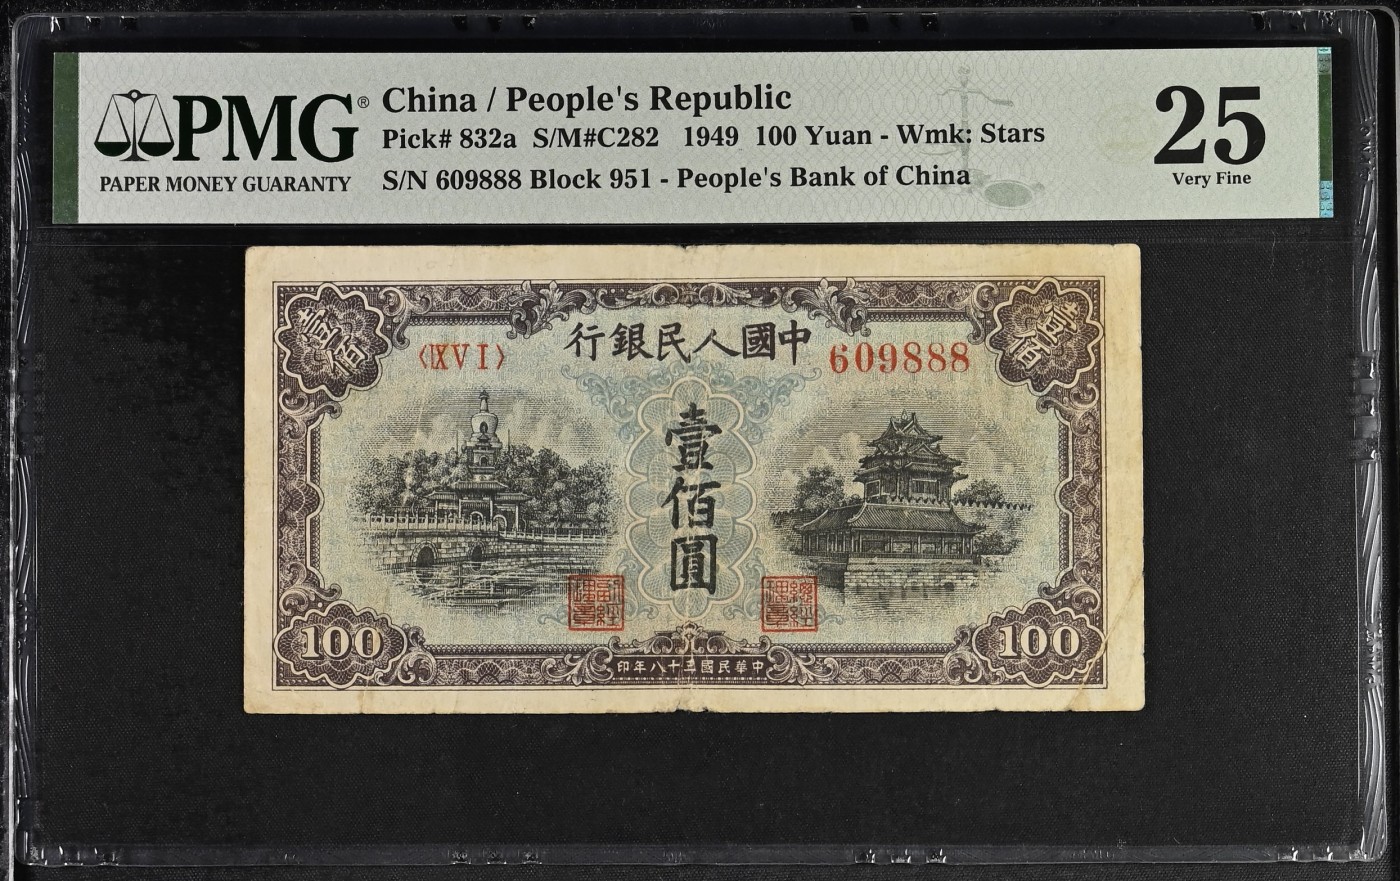 PMG®
PAPER MONEY GUARANTY
China / People's Republic
Pick# 832a S/M#C282 1949 100 Yuan - Wmk: Stars
S/N 609888 Block 951 - People's Bank of China
25
Very Fine
壹佰
行銀民人國中
壹佰
〈IXVI〉
609888
壹佰圓
100
100
印年八十三國民華中